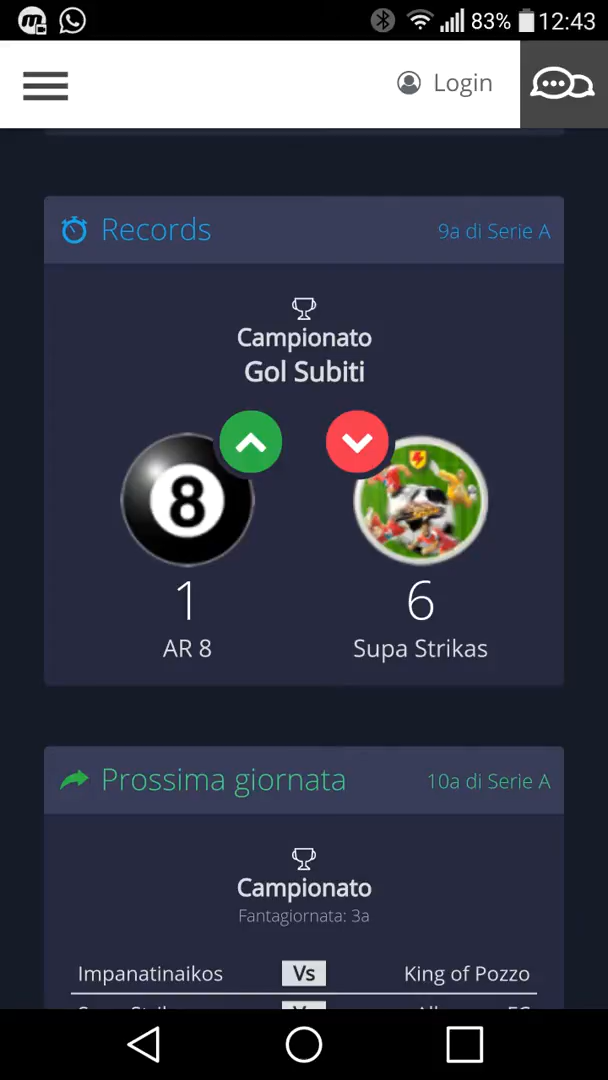 83% 12:43
Login
Records 9a di Serie A
Campionato
Gol Subiti
8
1 6
AR 8 Supa Strikas
Prossima giornata 10a di Serie A
Campionato
Fantagiornata: 3a
Impanatinaikos Vs King of Pozzo